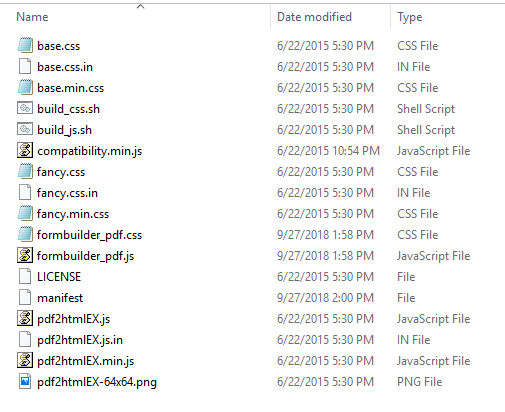 Name Date modified Type
base.css 6/22/2015 5:30 PM CSS File
base.css.in 6/22/2015 5:30 PM IN File
base.min.css 6/22/2015 5:30 PM CSS File
build_css.sh 6/22/2015 5:30 PM Shell Script
build_js.sh 6/22/2015 5:30 PM Shell Script
compatibility.min.js 6/22/2015 10:54 PM JavaScript File
fancy.css 6/22/2015 5:30 PM CSS File
fancy.css.in 6/22/2015 5:30 PM IN File
fancy.min.css 6/22/2015 5:30 PM CSS File
formbuilder_pdf.css 9/27/2018 1:58 PM CSS File
formbuilder_pdf.js 9/27/2018 1:58 PM JavaScript File
LICENSE 6/22/2015 5:30 PM File
manifest 9/27/2018 2:00 PM File
pdf2htmlEX.js 6/22/2015 5:30 PM JavaScript File
pdf2htmlEX.js.in 6/22/2015 5:30 PM IN File
pdf2htmlEX.min.js 6/22/2015 5:30 PM JavaScript File
pdf2htmlEX-64x64.png 6/22/2015 5:30 PM PNG File